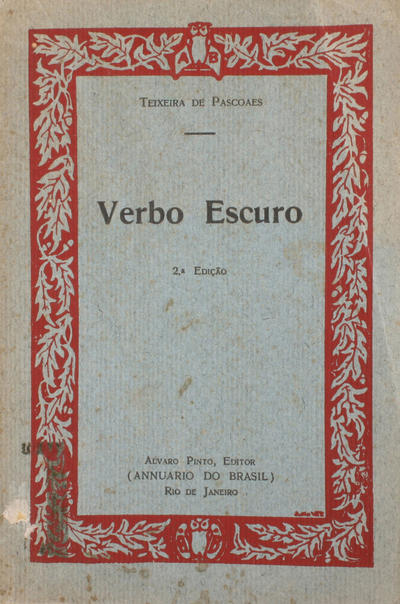 A B
TEIXEIRA DE PASCOAES
Verbo Escuro
2.ª EDIÇÃO
ALVARO PINTO, EDITOR
(ANNUARIO DO BRASIL)
RIO DE JANEIRO